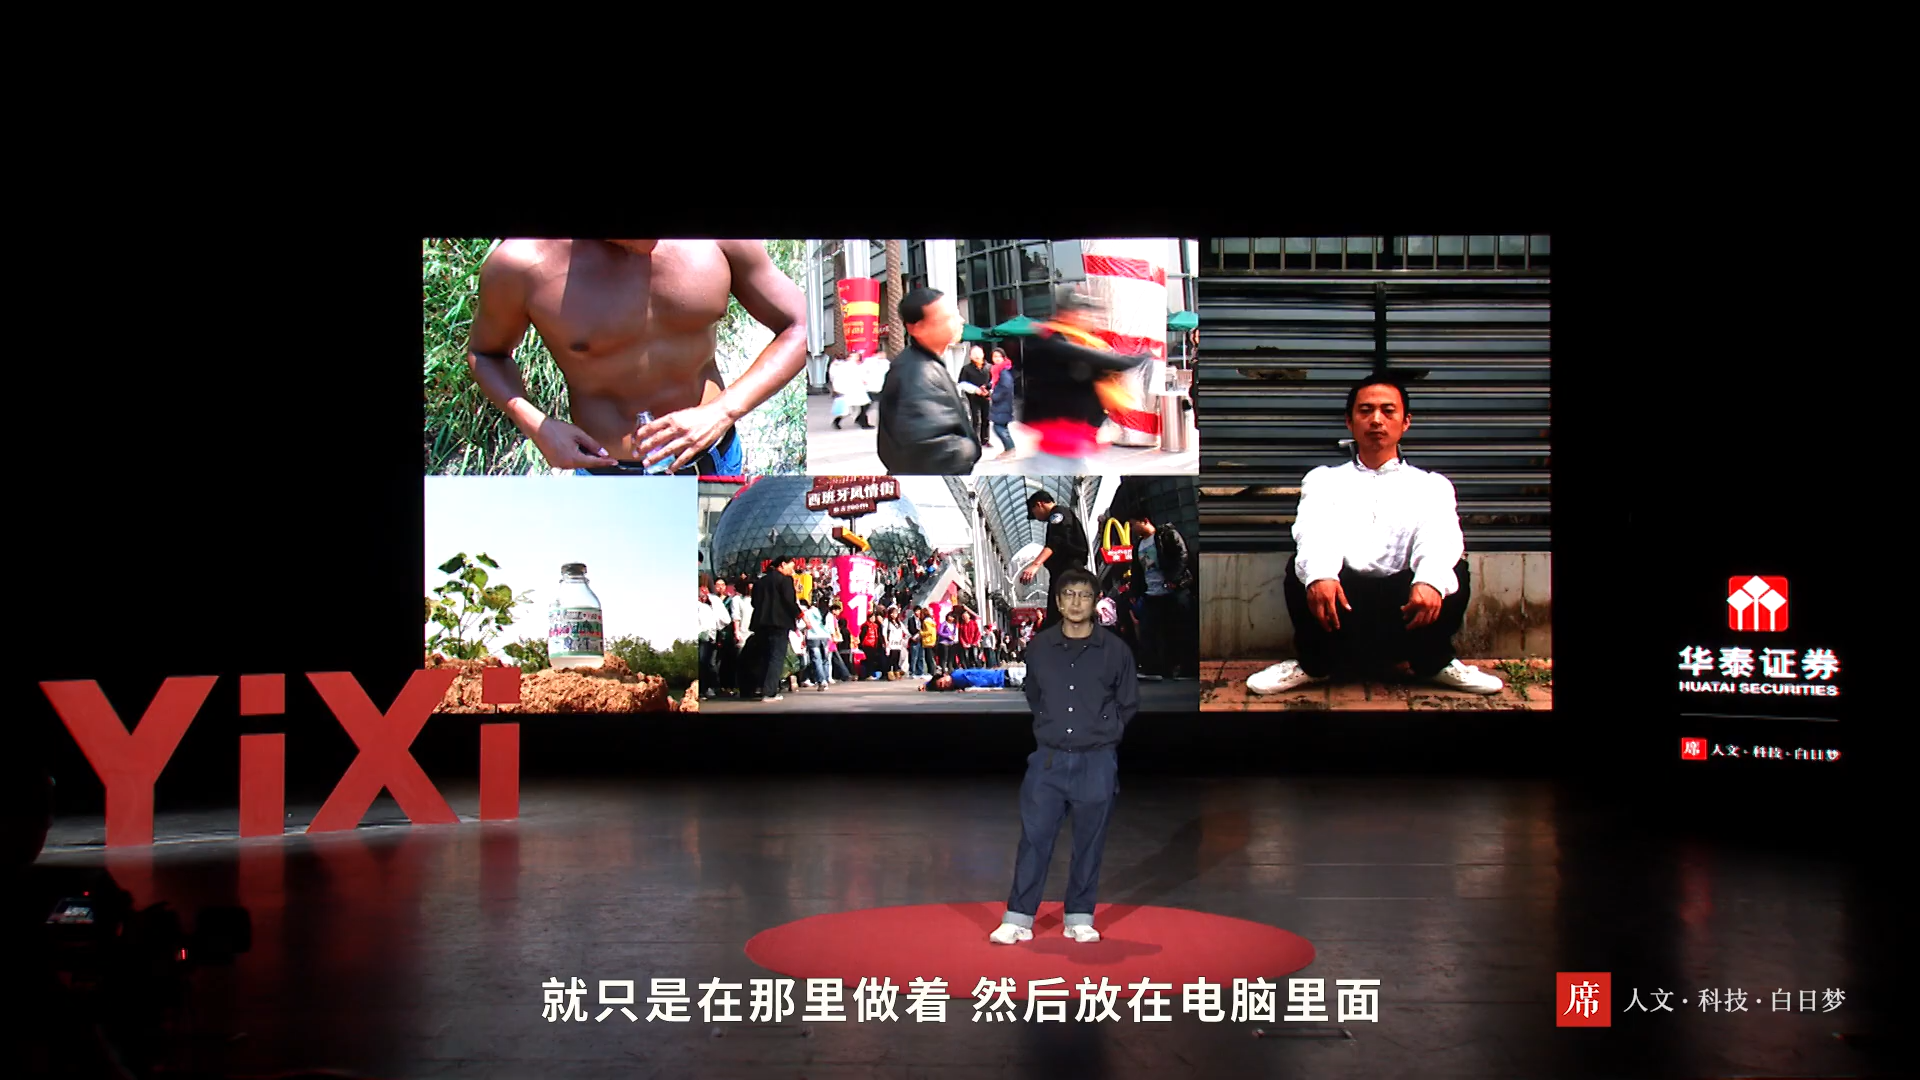 西班牙风情街
YiXi
华泰证券
HUATAI SECURITIES
席 人文·科技·白日梦
就只是在那里做着 然后放在电脑里面
席 人文·科技·白日梦